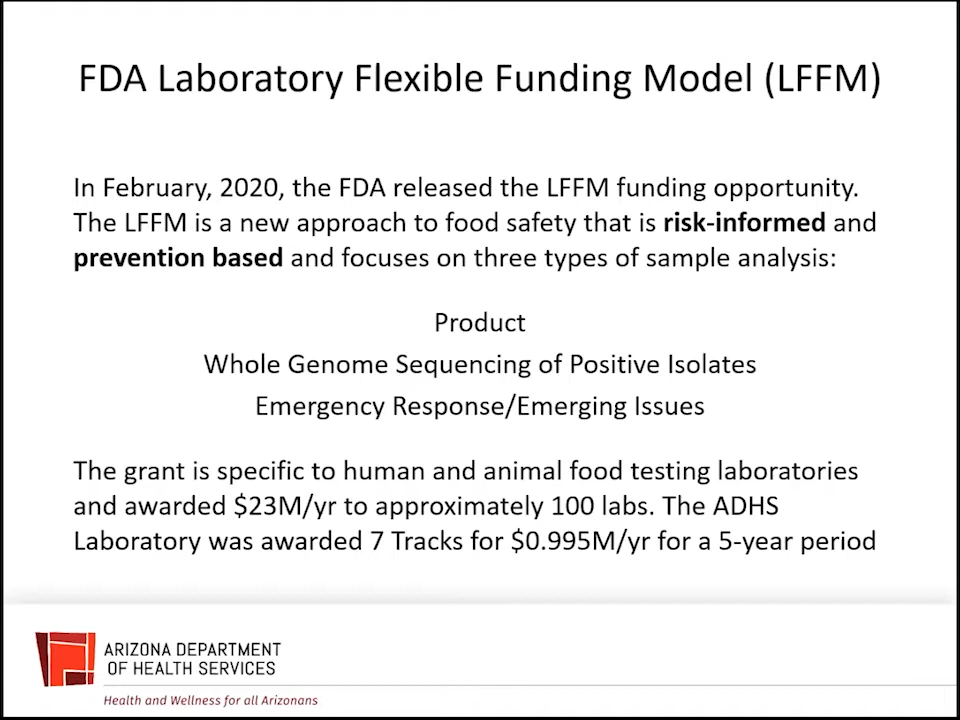 FDA Laboratory Flexible Funding Model (LFFM)
In February, 2020, the FDA released the LFFM funding opportunity.
The LFFM is a new approach to food safety that is risk-informed and
prevention based and focuses on three types of sample analysis:
Product
Whole Genome Sequencing of Positive Isolates
Emergency Response/Emerging Issues
The grant is specific to human and animal food testing laboratories
and awarded $23M/yr to approximately 100 labs. The ADHS
Laboratory was awarded 7 Tracks for $0.995M/yr for a 5-year period
ARIZONA DEPARTMENT
OF HEALTH SERVICES
Health and Wellness for all Arizonans